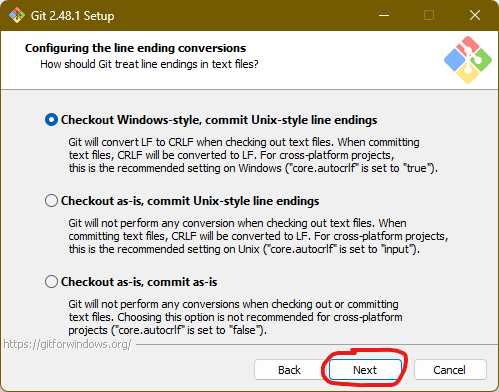 Git 2.48.1 Setup
Configuring the line ending conversions
How should Git treat line endings in text files?
Checkout Windows-style, commit Unix-style line endings
Git will convert LF to CRLF when checking out text files. When committing
text files, CRLF will be converted to LF. For cross-platform projects,
this is the recommended setting on Windows ("core.autocrlf" is set to "true").
Checkout as-is, commit Unix-style line endings
Git will not perform any conversion when checking out text files. When
committing text files, CRLF will be converted to LF. For cross-platform projects,
this is the recommended setting on Unix ("core.autocrlf" is set to "input").
Checkout as-is, commit as-is
Git will not perform any conversions when checking out or committing
text files. Choosing this option is not recommended for cross-platform
projects ("core.autocrlf" is set to "false").
https://gitforwindows.org/
Back Next Cancel